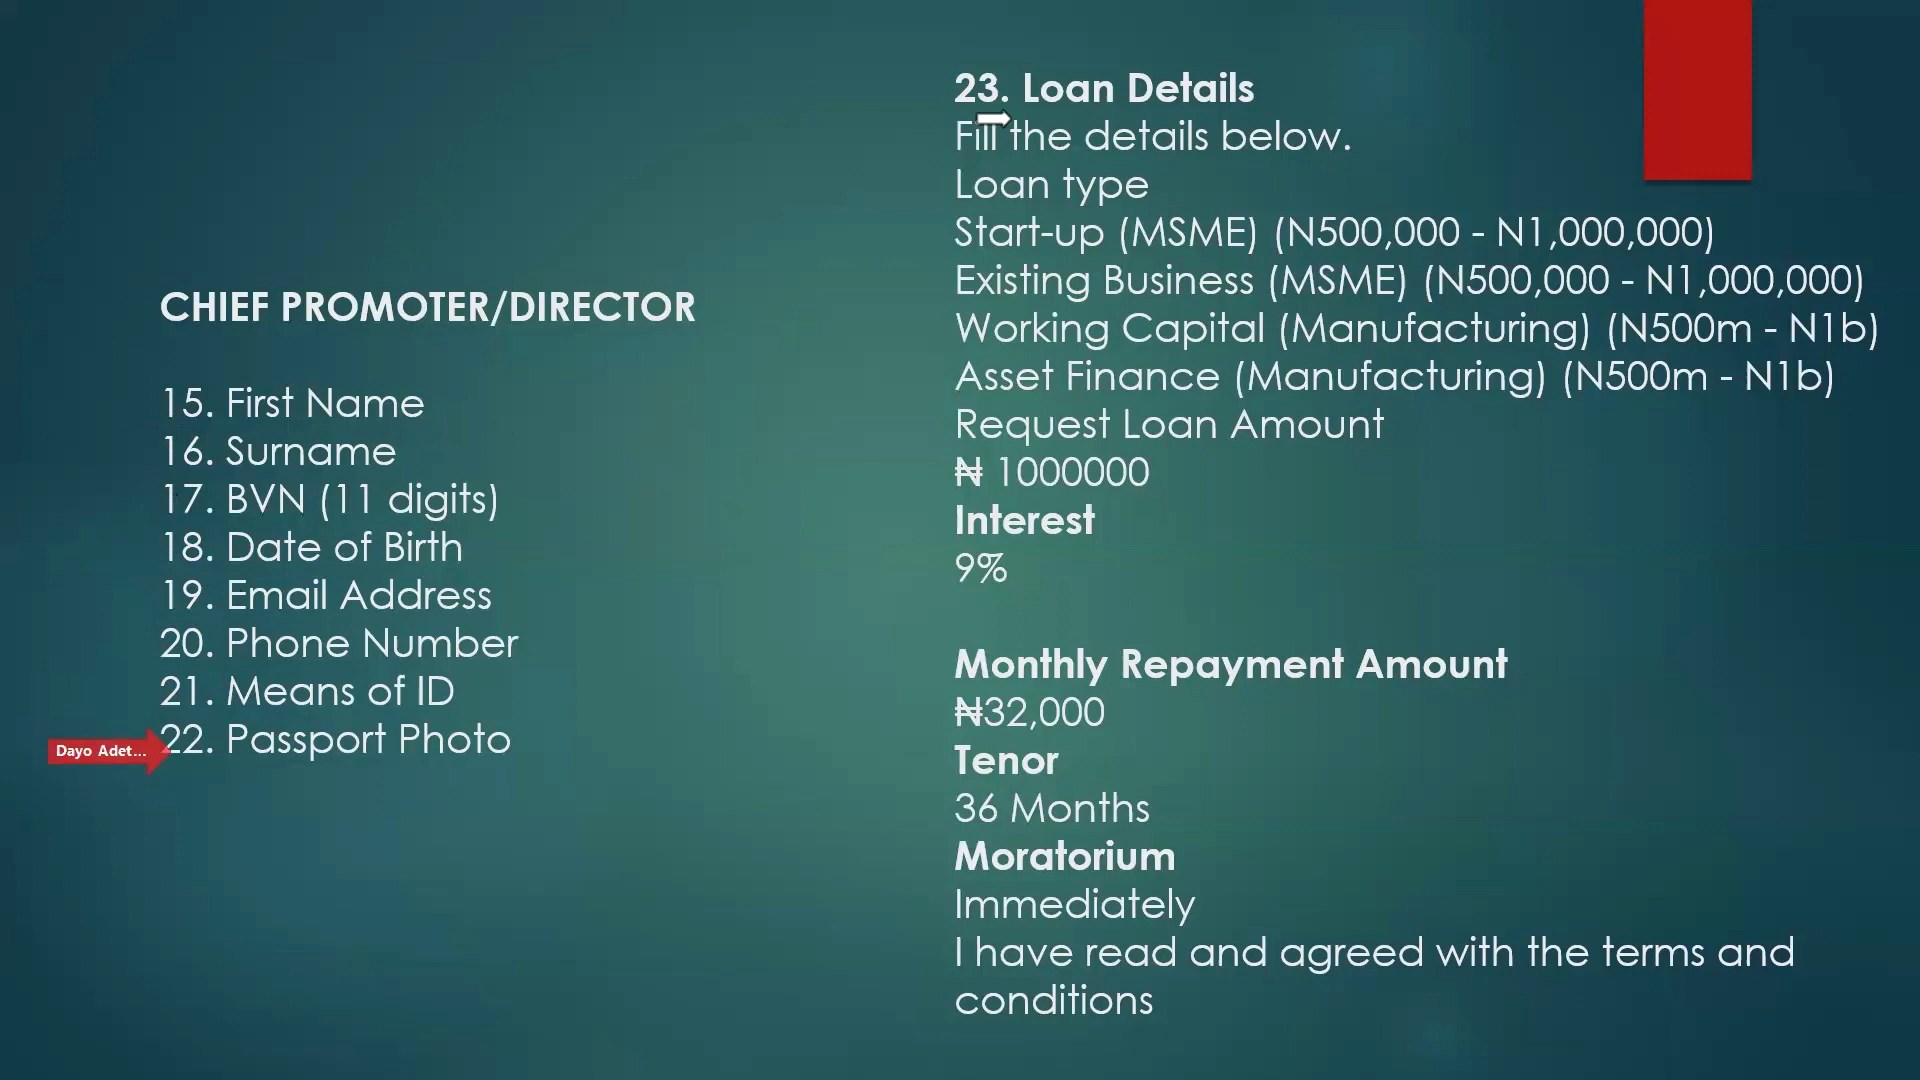 CHIEF PROMOTER/DIRECTOR
15. First Name
16. Surname
17. BVN (11 digits)
18. Date of Birth
19. Email Address
20. Phone Number
21. Means of ID
22. Passport Photo
Dayo Adet...
23. Loan Details
Fill the details below.
Loan type
Start-up (MSME) (N500,000 - N1,000,000)
Existing Business (MSME) (N500,000 - N1,000,000)
Working Capital (Manufacturing) (N500m - N1b)
Asset Finance (Manufacturing) (N500m - N1b)
Request Loan Amount
₦ 1000000
Interest
9%
Monthly Repayment Amount
₦32,000
Tenor
36 Months
Moratorium
Immediately
I have read and agreed with the terms and
conditions